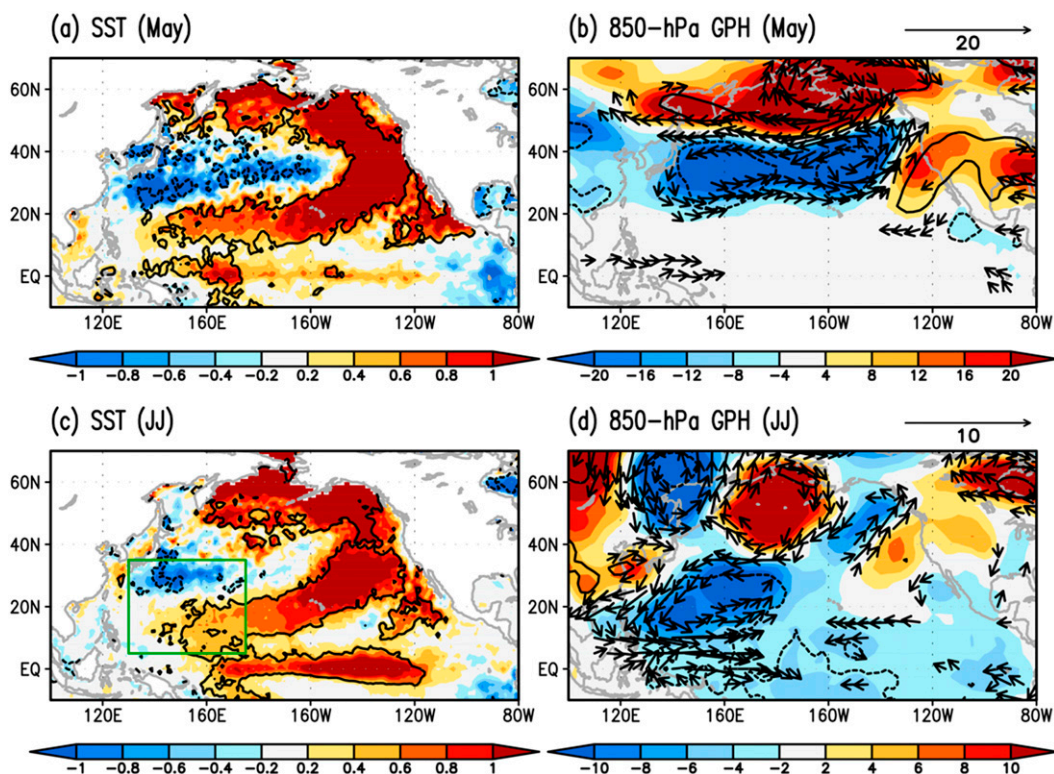 (a) SST (May)
(b) 850-hPa GPH (May)
20
60N
40N
20N
EQ
120E 160E 160W 120W 80W
60N
40N
20N
EQ
120E 160E 160W 120W 80W
-1 -0.8 -0.6 -0.4 -0.2 0.2 0.4 0.6 0.8 1
-20 -16 -12 -8 -4 4 8 12 16 20
(c) SST (JJ)
(d) 850-hPa GPH (JJ)
10
60N
40N
20N
EQ
120E 160E 160W 120W 80W
60N
40N
20N
EQ
120E 160E 160W 120W 80W
-1 -0.8 -0.6 -0.4 -0.2 0.2 0.4 0.6 0.8 1
-10 -8 -6 -4 -2 2 4 6 8 10